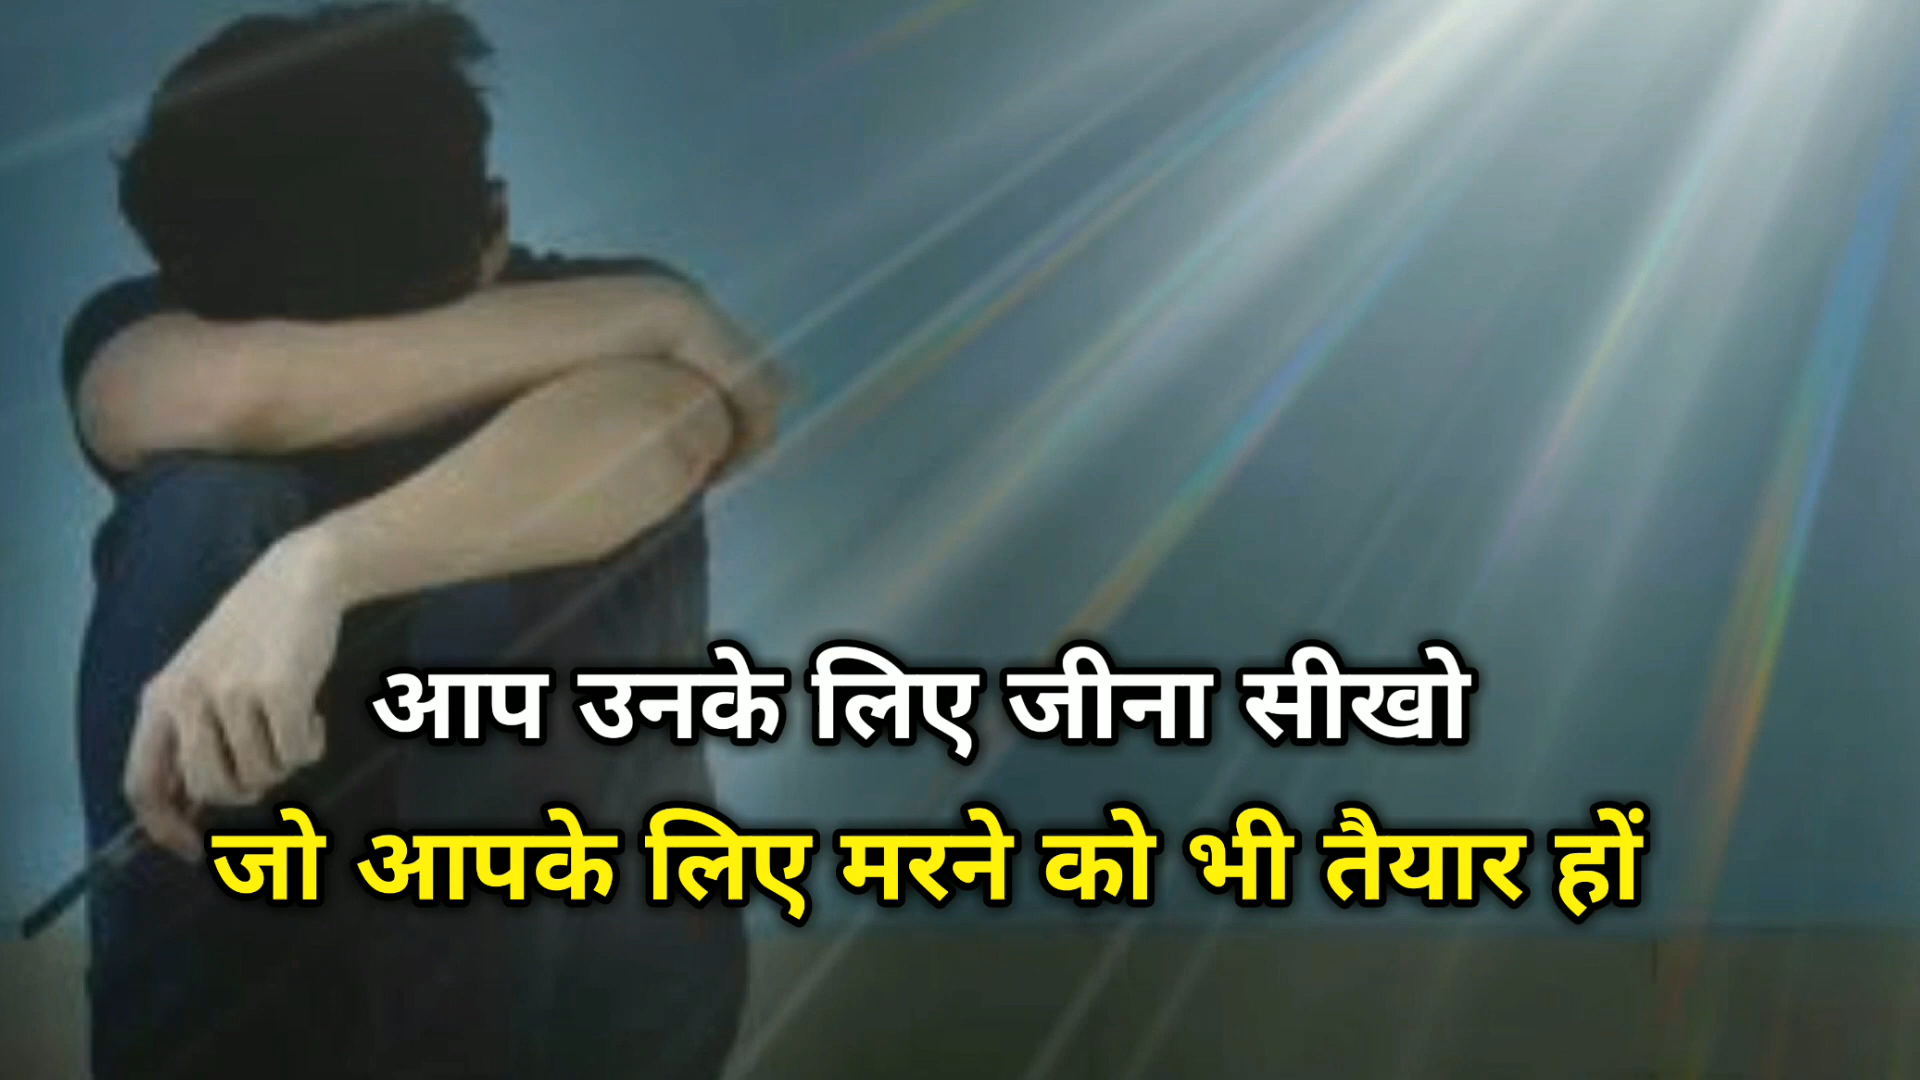 आप उनके लिए जीना सीखो
जो आपके लिए मरने को भी तैयार हों